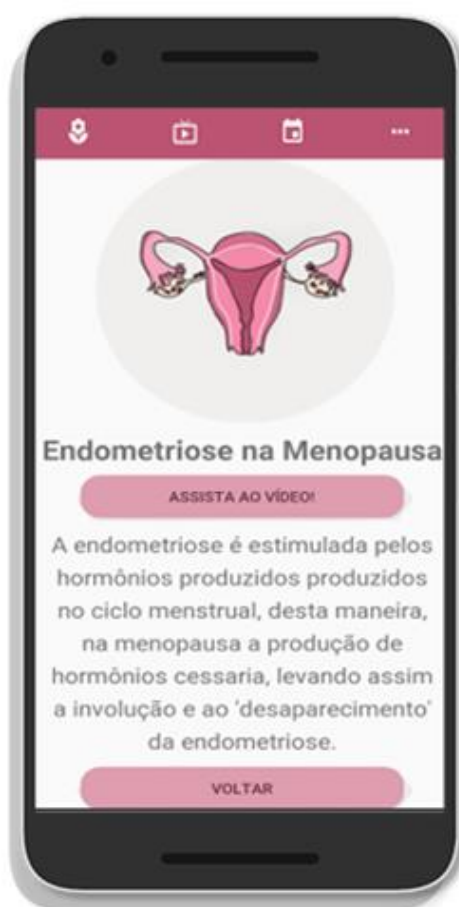 Endometriose na Menopausa
ASSISTA AO VÍDEO!
A endometriose é estimulada pelos
hormônios produzidos produzidos
no ciclo menstrual, desta maneira,
na menopausa a produção de
hormônios cessaria, levando assim
a involução e ao 'desaparecimento'
da endometriose.
VOLTAR